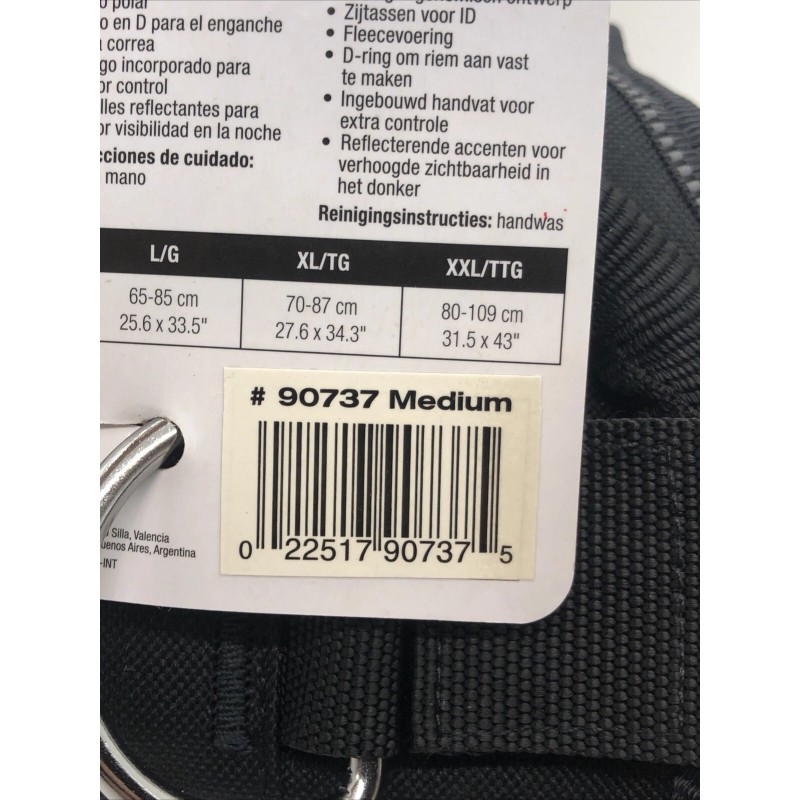 polar
o en D para el enganche
correa
go incorporado para
or control
lles reflectantes para
or visibilidad en la noche
cciones de cuidado:
mano
• Zijtassen voor ID
• Fleecevoering
• D-ring om riem aan vast
te maken
• Ingebouwd handvat voor
extra controle
• Reflecterende accenten voor
verhoogde zichtbaarheid in
het donker
Reinigingsinstructies: handwas
L/G XL/TG XXL/TTG
65-85 cm 70-87 cm 80-109 cm
25.6 x 33.5" 27.6 x 34.3" 31.5 x 43"
# 90737 Medium
0 22517 90737 5
Silla, Valencia
uenos Aires, Argentina
-INT